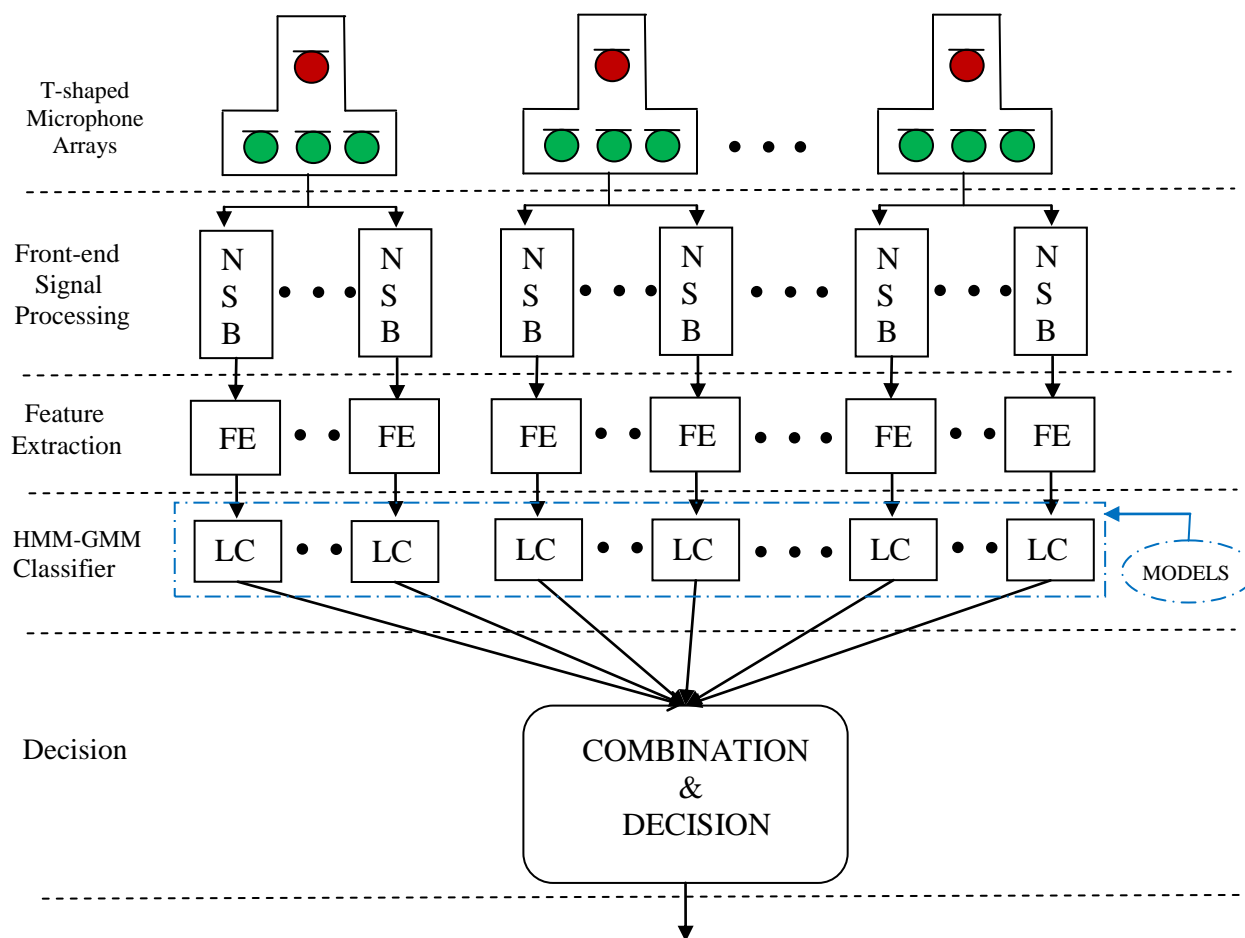 T-shaped
Microphone
Arrays
Front-end
Signal
Processing
N
S
B
N
S
B
N
S
B
N
S
B
N
S
B
N
S
B
Feature
Extraction
FE
FE
FE
FE
FE
FE
HMM-GMM
Classifier
LC
LC
LC
LC
LC
LC
MODELS
Decision
COMBINATION
&
DECISION